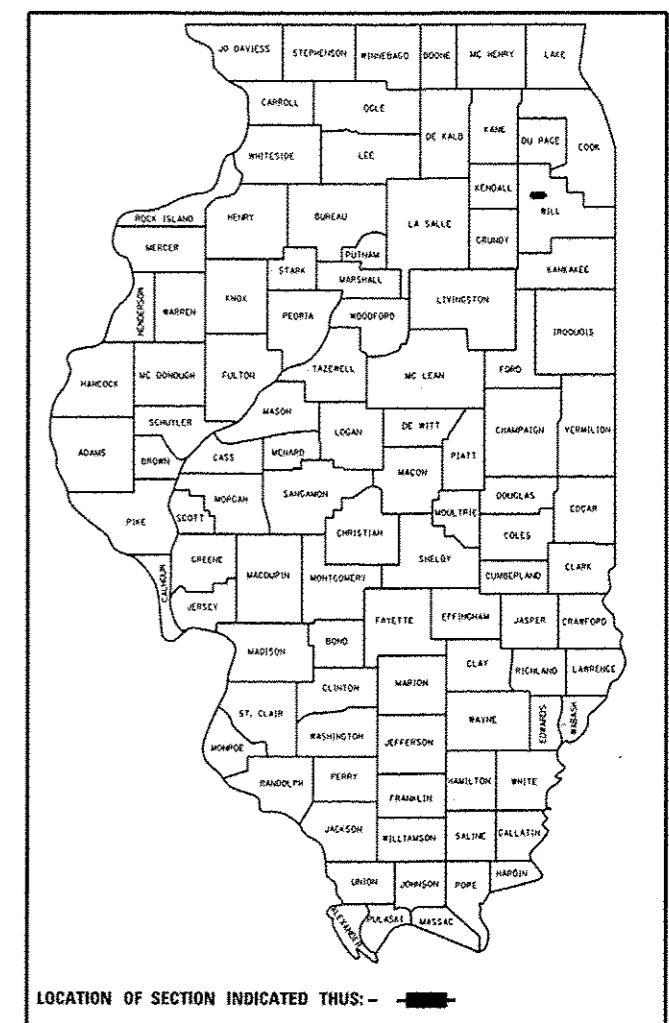 JO DAVIESS STEPHENSON WINNEBAGO BOONE MC HENRY LAKE
CARROLL OGLE DE KALB KANE DU PAGE COOK
WHITESIDE LEE
KENDALL WILL
ROCK ISLAND HENRY BUREAU LA SALLE GRUNDY
MERCER PUTNAM KANKAKEE
STARK MARSHALL
HENDERSON WARREN KNOX PEORIA WOODFORD LIVINGSTON IROQUOIS
HANCOCK MC DONOUGH FULTON TAZEWELL MC LEAN FORD
MASON
SCHUYLER LOGAN DE WITT CHAMPAIGN VERMILION
ADAMS BROWN CASS MENARD MACON PIATT
MORGAN SANGAMON DOUGLAS EDGAR
PIKE SCOTT CHRISTIAN MOULTRIE COLES
GREENE SHELBY CLARK
CALHOUN MACOUPIN MONTGOMERY CUMBERLAND
JERSEY FAYETTE EFFINGHAM JASPER CRAWFORD
MADISON BOND
CLAY RICHLAND LAWRENCE
CLINTON MARION
ST. CLAIR WAYNE EDWARDS WABASH
WASHINGTON JEFFERSON
MONROE
RANDOLPH PERRY HAMILTON WHITE
FRANKLIN
JACKSON WILLIAMSON SALINE GALLATIN
UNION JOHNSON POPE HARDIN
ALEXANDER PULASKI MASSAC
LOCATION OF SECTION INDICATED THUS: -